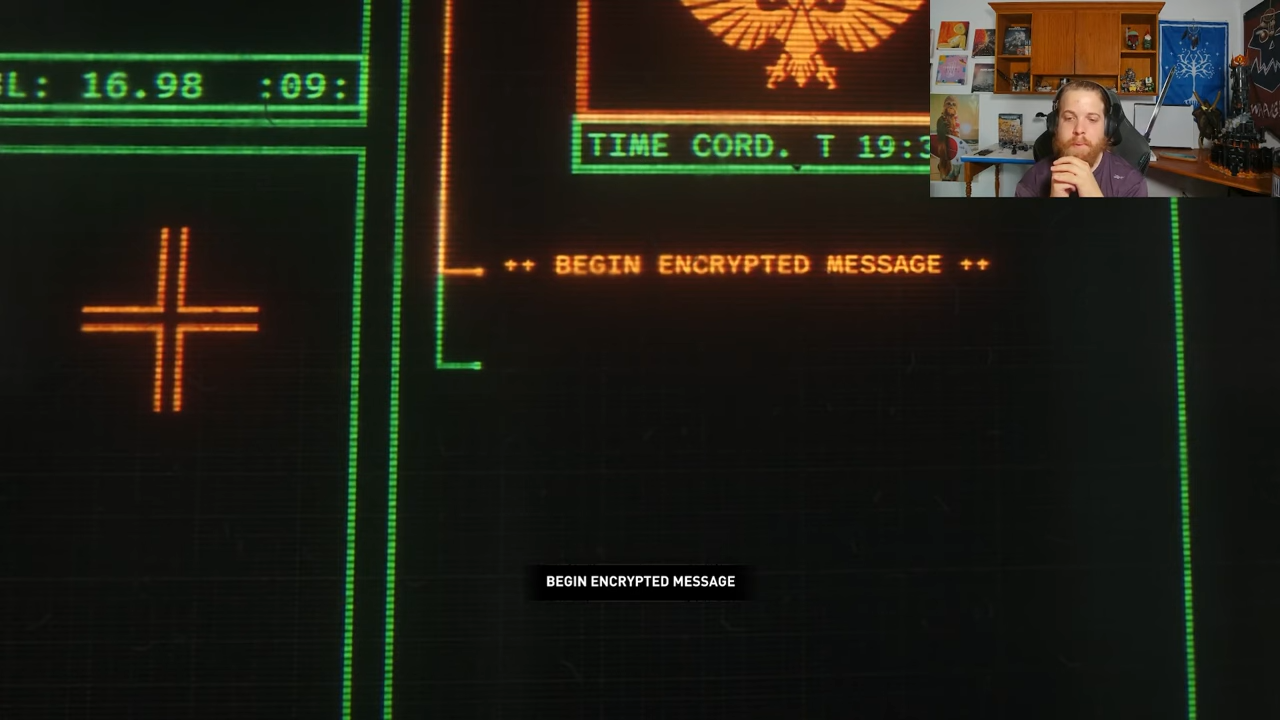 L: 16.98 :09:
TIME CORD. T 19:3
++ BEGIN ENCRYPTED MESSAGE ++
BEGIN ENCRYPTED MESSAGE